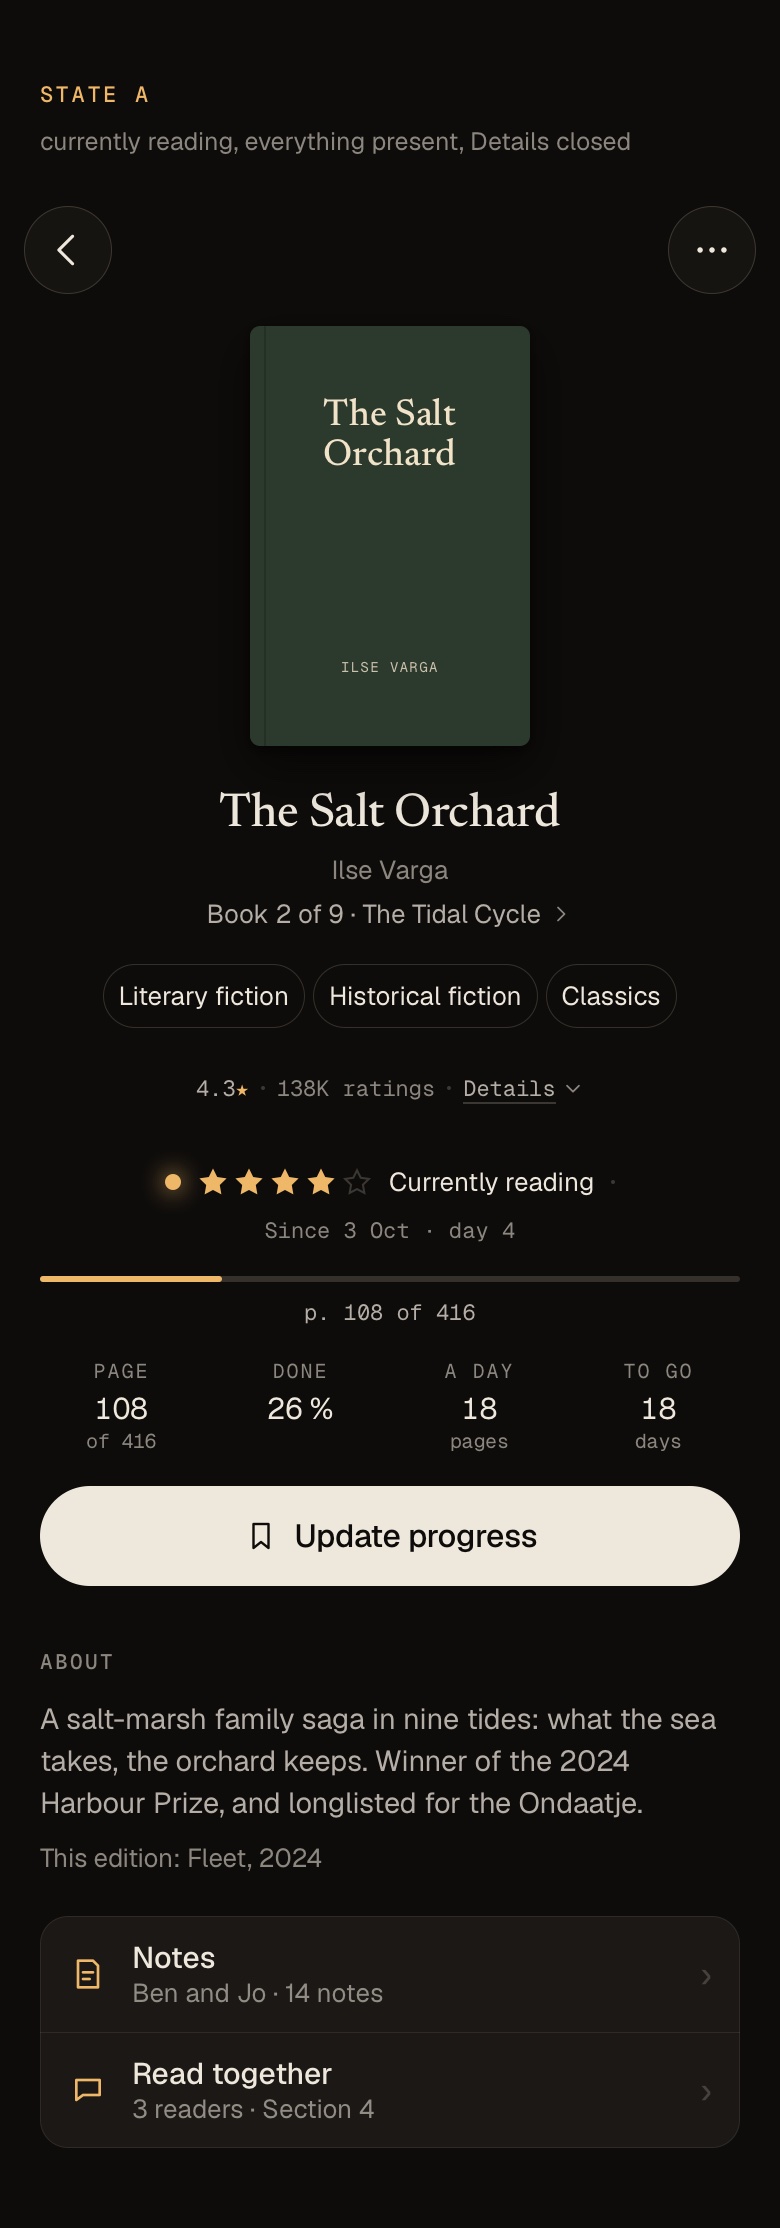 STATE A
currently reading, everything present, Details closed
The Salt
Orchard
ILSE VARGA
The Salt Orchard
Ilse Varga
Book 2 of 9 · The Tidal Cycle
Literary fiction Historical fiction Classics
4.3★ · 138K ratings · Details
Currently reading ·
Since 3 Oct · day 4
p. 108 of 416
PAGE DONE A DAY TO GO
108 26 % 18 18
of 416 pages days
Update progress
ABOUT
A salt-marsh family saga in nine tides: what the sea
takes, the orchard keeps. Winner of the 2024
Harbour Prize, and longlisted for the Ondaatje.
This edition: Fleet, 2024
Notes
Ben and Jo · 14 notes
Read together
3 readers · Section 4